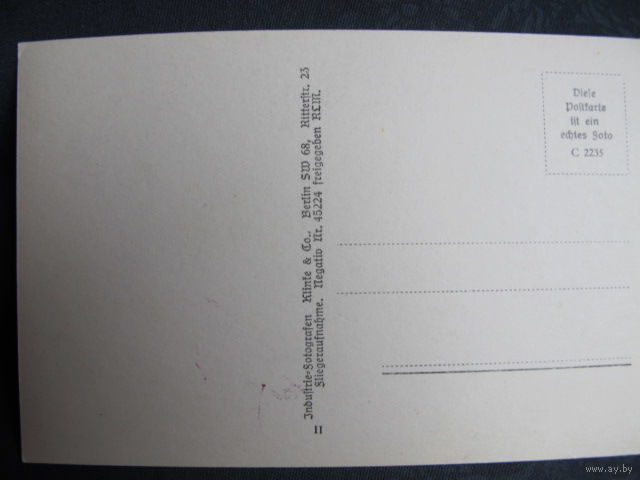 Industrie-Fotografen Klinke & Co., Berlin SW 68, Ritterstr. 23
Fliegeraufnahme. Negativ Nr. 45224 freigegeben RLM.
II
Diese
Postkarte
ist ein
echtes Foto
C 2235
www.ay.by